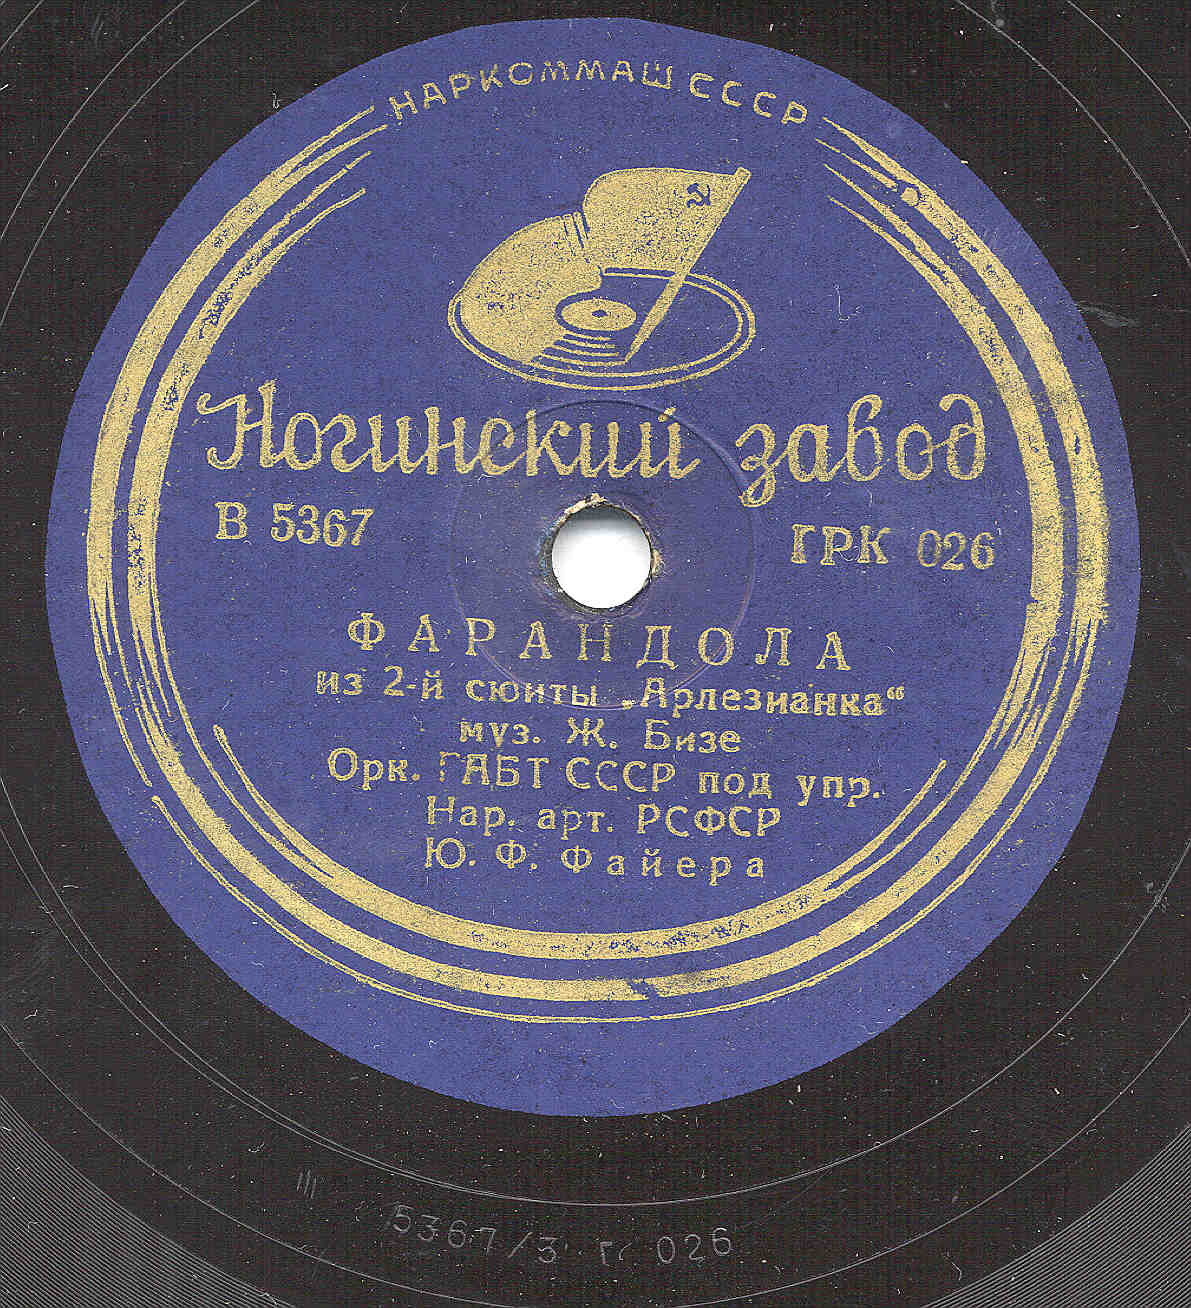 НАРКОММАШ СССР
Ногинский завод
В 5367 ГРК 026
ФАРАНДОЛА
из 2-й сюиты „Арлезианка“
муз. Ж. Бизе
Орк. ГАБТ СССР под упр.
Нар. арт. РСФСР
Ю. Ф. Файера
5367/3 Г 026